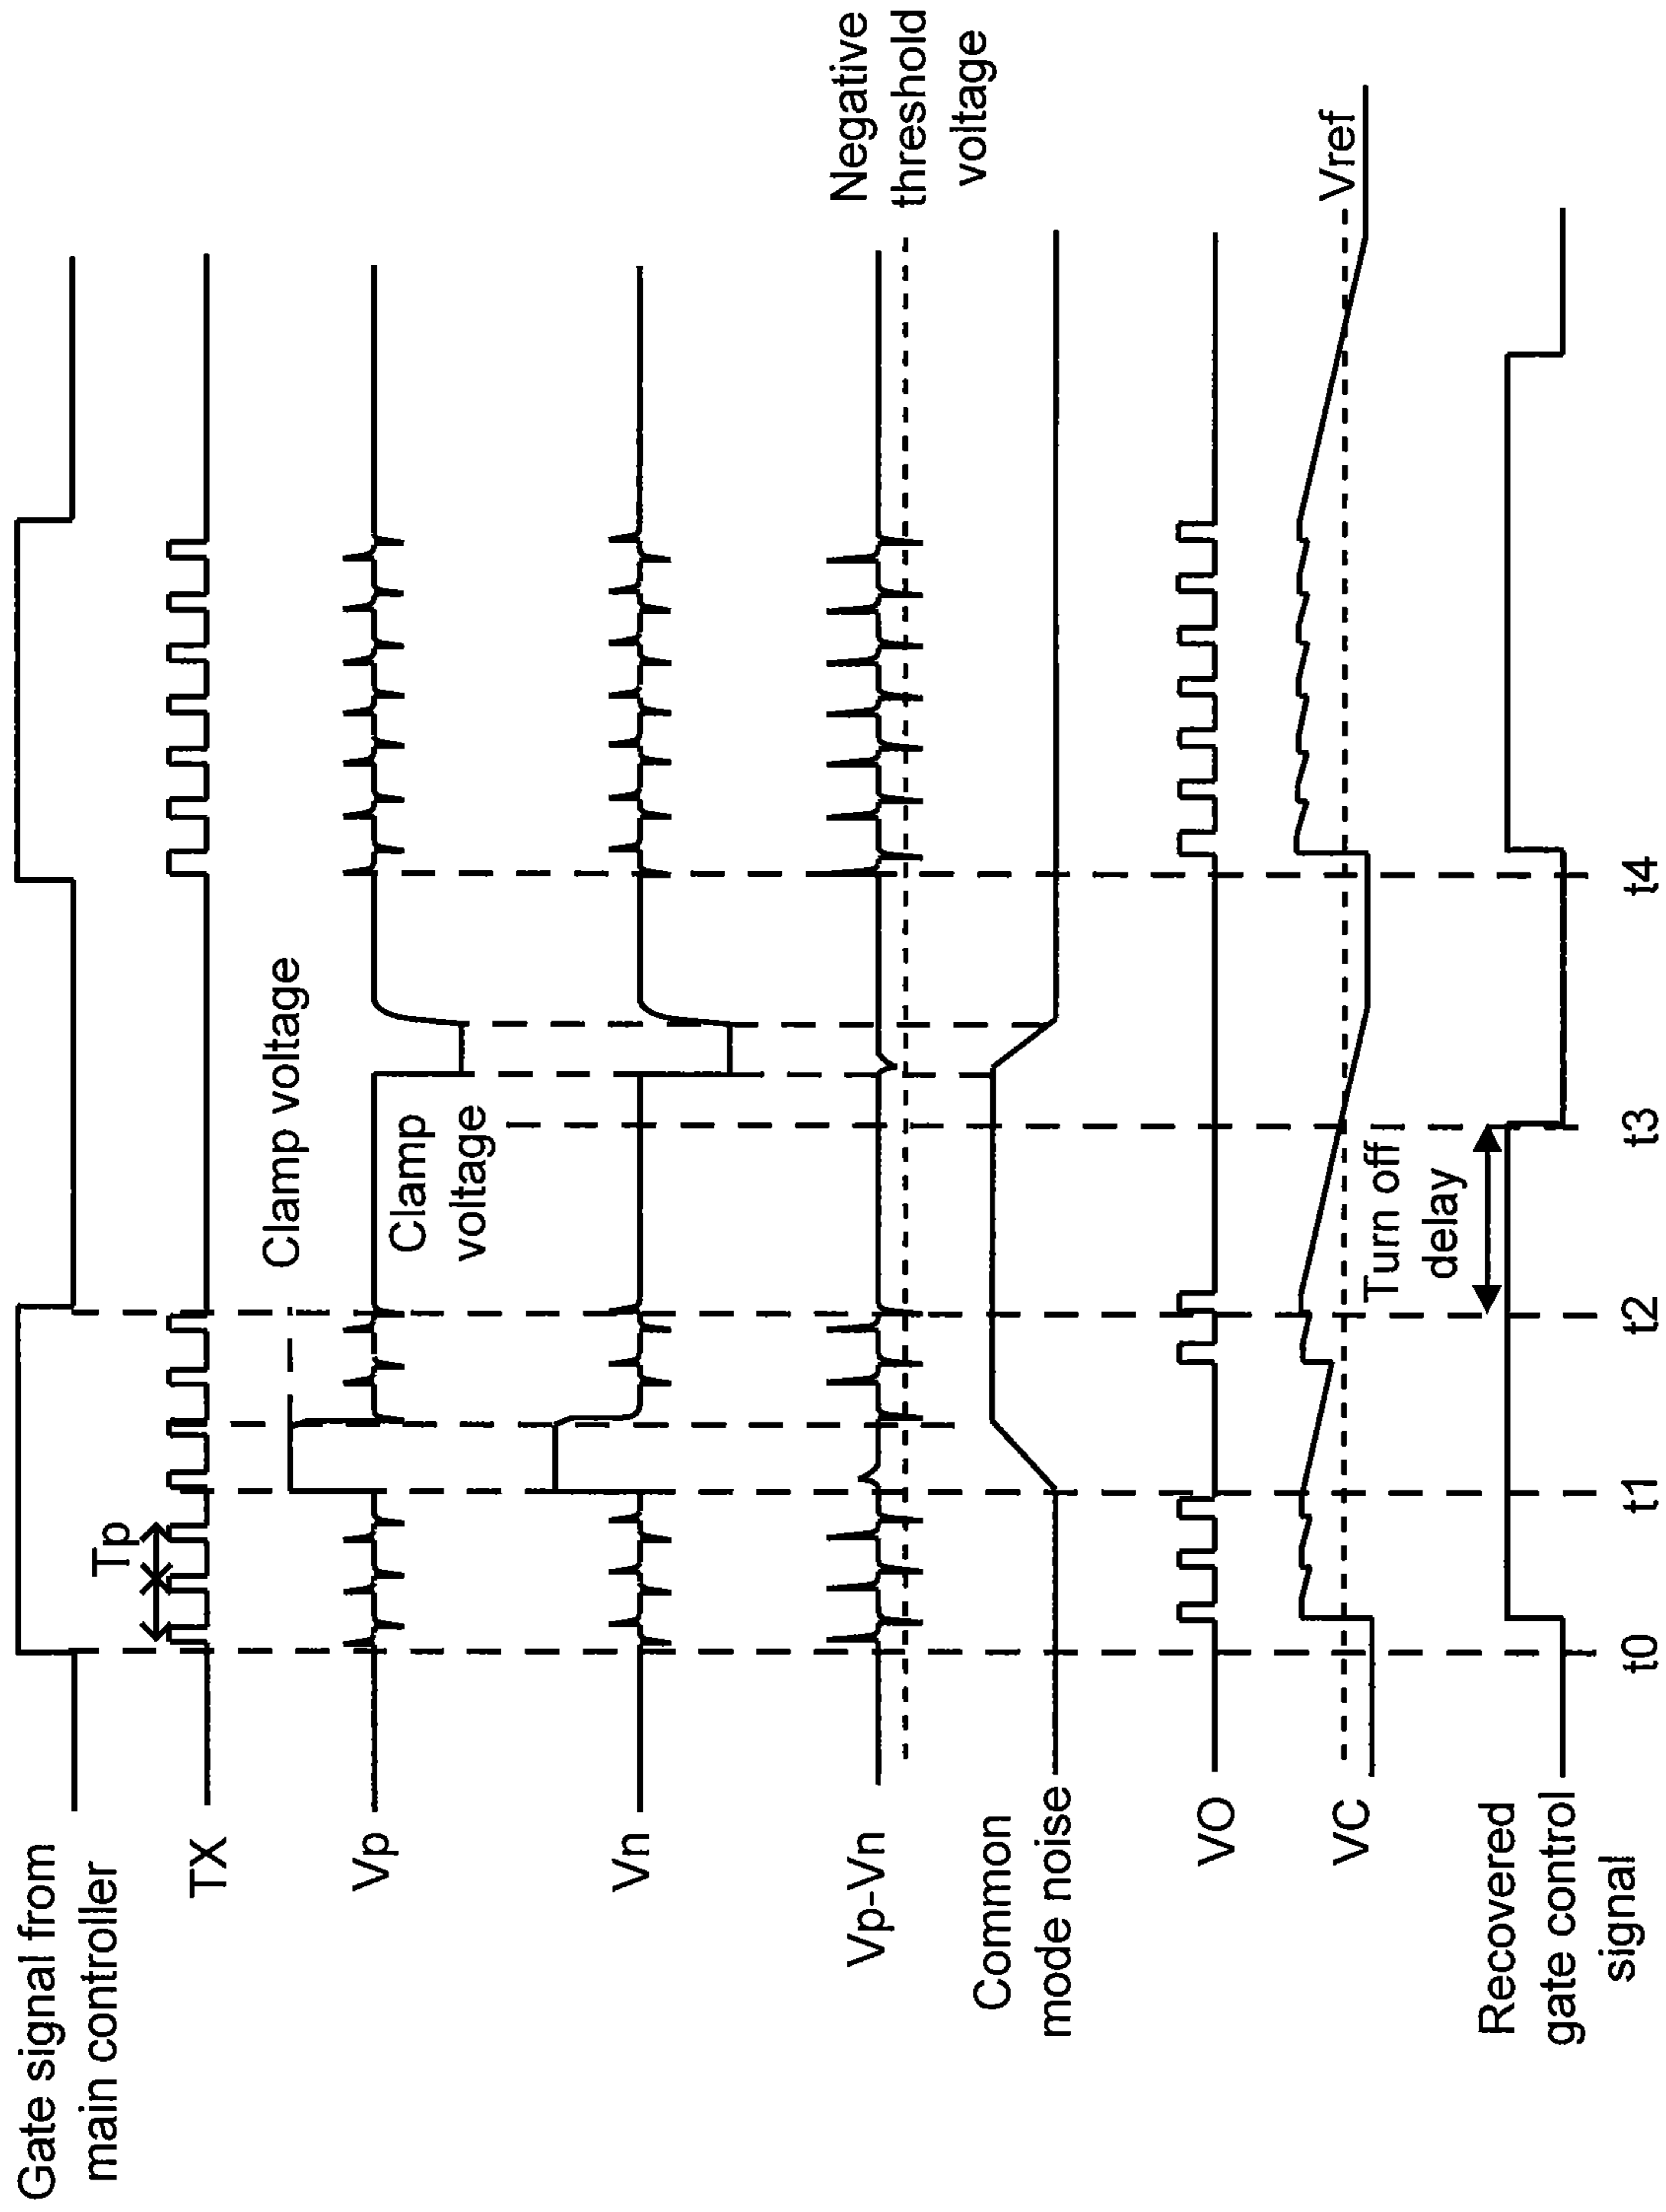 Gate signal from
main controller
Tp
TX
Clamp voltage
Vp
Clamp
voltage
Vn
Negative
threshold
voltage
Vp-Vn
Common
mode noise
VO
Vref
VC
Turn off
delay
Recovered
gate control
signal
t0
t1
t2
t3
t4